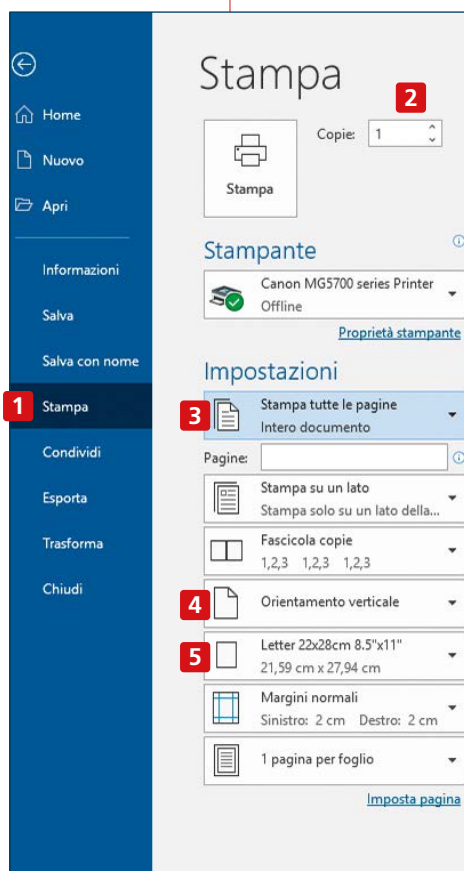 Home
Nuovo
Apri
Informazioni
Salva
Salva con nome
1 Stampa
Condividi
Esporta
Trasforma
Chiudi
Stampa
2
Copie: 1
Stampa
Stampante
Canon MG5700 series Printer
Offline
Proprietà stampante
Impostazioni
3 Stampa tutte le pagine
Intero documento
Pagine:
Stampa su un lato
Stampa solo su un lato della...
Fascicola copie
1,2,3 1,2,3 1,2,3
4 Orientamento verticale
5 Letter 22x28cm 8.5"x11"
21,59 cm x 27,94 cm
Margini normali
Sinistro: 2 cm Destro: 2 cm
1 pagina per foglio
Imposta pagina